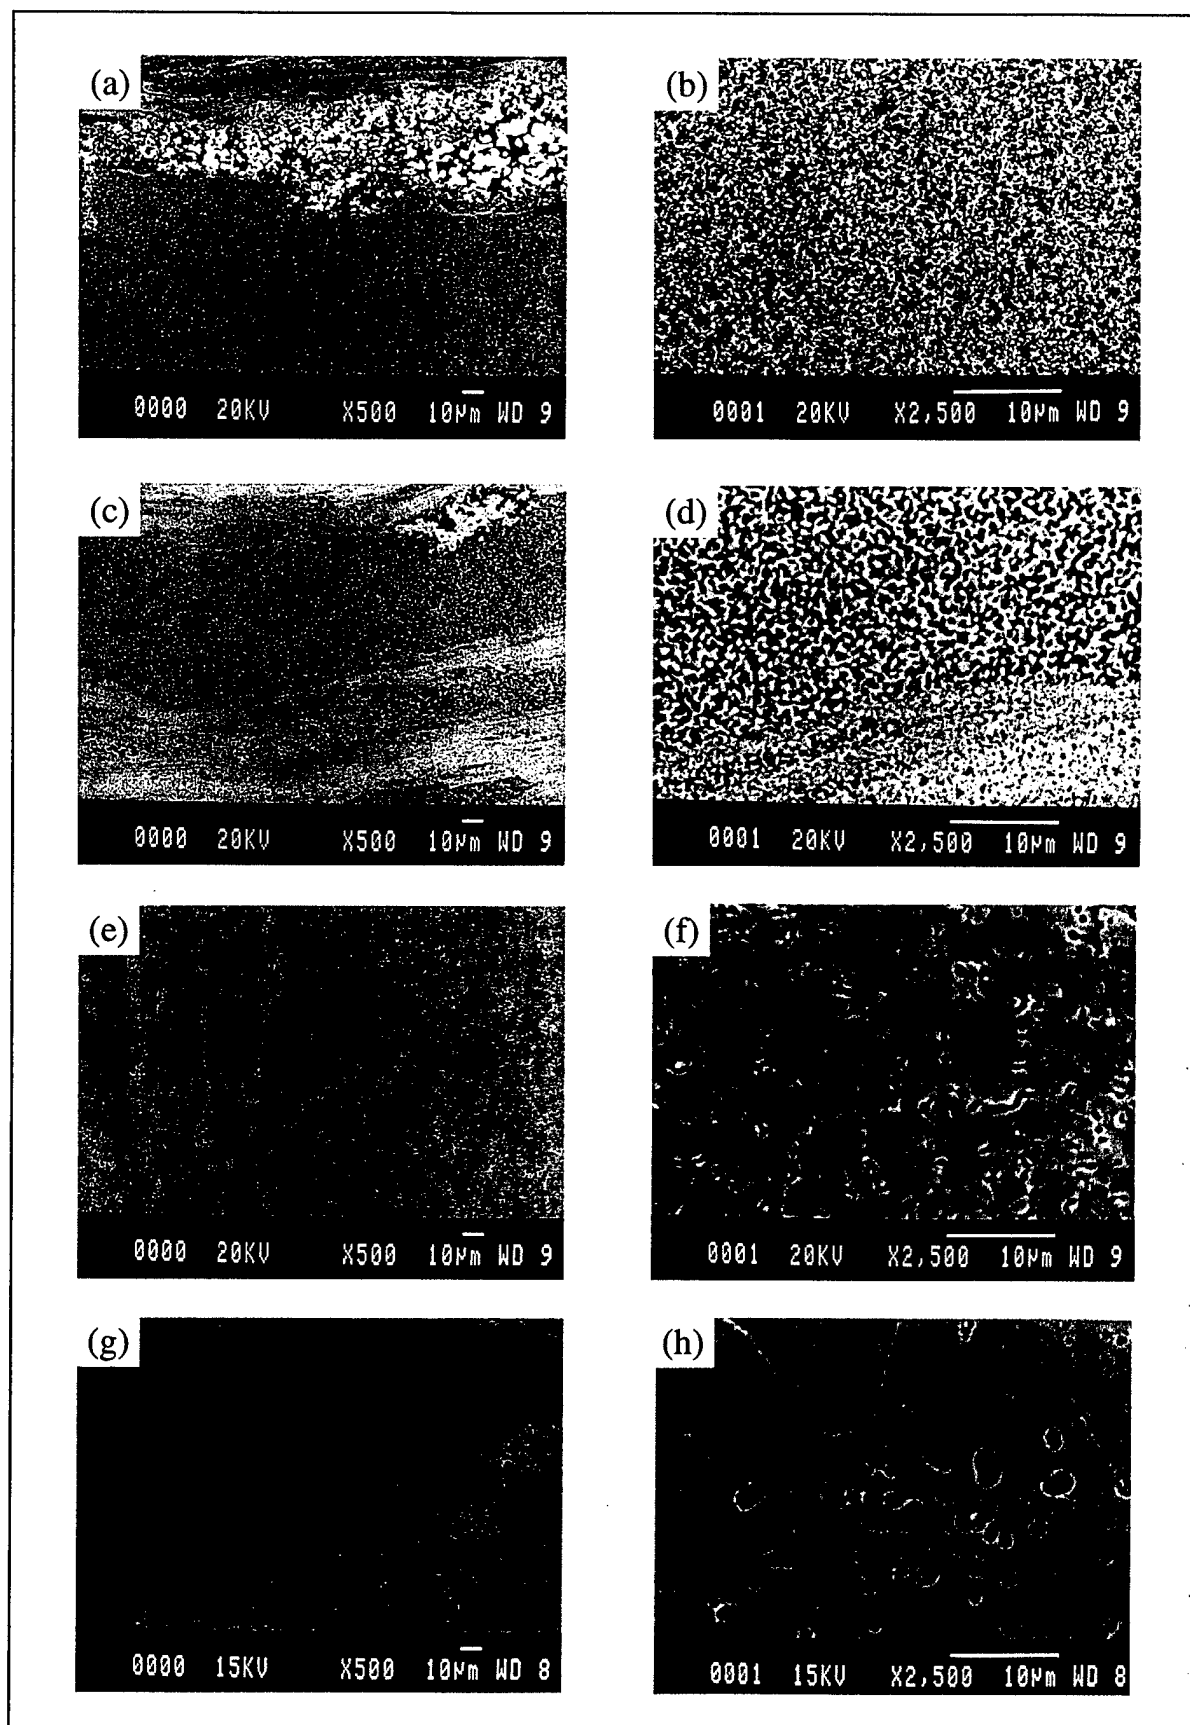 (a)
(b)
0000 20KV X500 10μm WD 9
0001 20KV X2,500 10μm WD 9
(c)
(d)
0000 20KV X500 10μm WD 9
0001 20KV X2,500 10μm WD 9
(e)
(f)
0000 20KV X500 10μm WD 9
0001 20KV X2,500 10μm WD 9
(g)
(h)
0000 15KV X500 10μm WD 8
0001 15KV X2,500 10μm WD 8